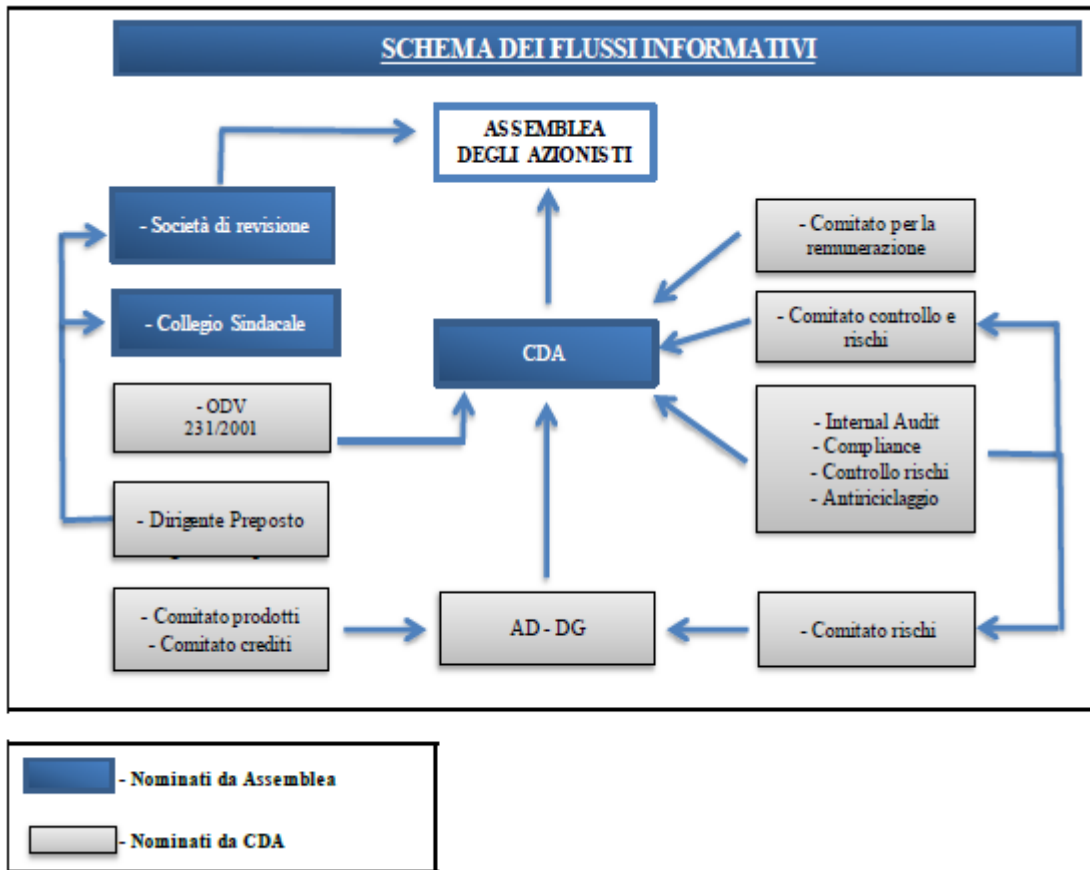 SCHEMA DEI FLUSSI INFORMATIVI
ASSEMBLEA
DEGLI AZIONISTI
- Società di revisione
- Collegio Sindacale
- ODV
231/2001
- Dirigente Preposto
- Comitato prodotti
- Comitato crediti
CDA
AD - DG
- Comitato per la
remunerazione
- Comitato controllo e
rischi
- Internal Audit
- Compliance
- Controllo rischi
- Antiriciclaggio
- Comitato rischi
- Nominati da Assemblea
- Nominati da CDA